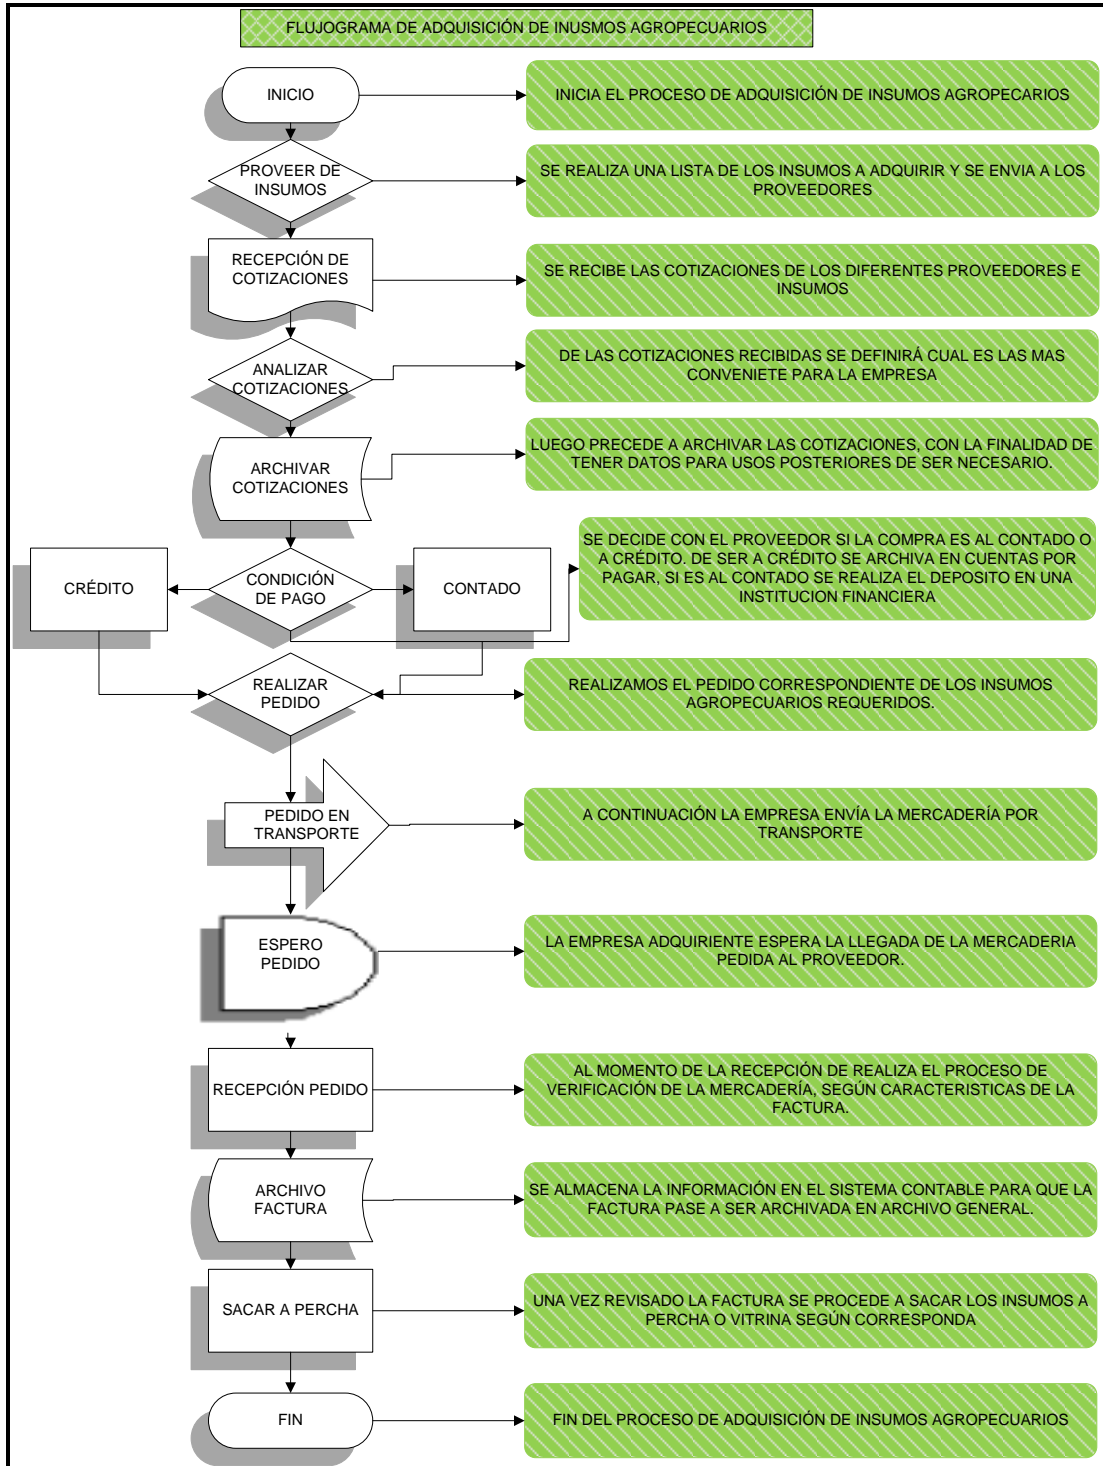 FLUJOGRAMA DE ADQUISICIÓN DE INUSMOS AGROPECUARIOS
INICIO
INICIA EL PROCESO DE ADQUISICIÓN DE INSUMOS AGROPECARIOS
PROVEER DE
INSUMOS
SE REALIZA UNA LISTA DE LOS INSUMOS A ADQUIRIR Y SE ENVIA A LOS
PROVEEDORES
RECEPCIÓN DE
COTIZACIONES
SE RECIBE LAS COTIZACIONES DE LOS DIFERENTES PROVEEDORES E
INSUMOS
ANALIZAR
COTIZACIONES
DE LAS COTIZACIONES RECIBIDAS SE DEFINIRÁ CUAL ES LAS MAS
CONVENIETE PARA LA EMPRESA
ARCHIVAR
COTIZACIONES
LUEGO PRECEDE A ARCHIVAR LAS COTIZACIONES, CON LA FINALIDAD DE
TENER DATOS PARA USOS POSTERIORES DE SER NECESARIO.
CRÉDITO
CONDICIÓN
DE PAGO
CONTADO
SE DECIDE CON EL PROVEEDOR SI LA COMPRA ES AL CONTADO O
A CRÉDITO. DE SER A CRÉDITO SE ARCHIVA EN CUENTAS POR
PAGAR, SI ES AL CONTADO SE REALIZA EL DEPOSITO EN UNA
INSTITUCION FINANCIERA
REALIZAR
PEDIDO
REALIZAMOS EL PEDIDO CORRESPONDIENTE DE LOS INSUMOS
AGROPECUARIOS REQUERIDOS.
PEDIDO EN
TRANSPORTE
A CONTINUACIÓN LA EMPRESA ENVÍA LA MERCADERÍA POR
TRANSPORTE
ESPERO
PEDIDO
LA EMPRESA ADQUIRIENTE ESPERA LA LLEGADA DE LA MERCADERIA
PEDIDA AL PROVEEDOR.
RECEPCIÓN PEDIDO
AL MOMENTO DE LA RECEPCIÓN DE REALIZA EL PROCESO DE
VERIFICACIÓN DE LA MERCADERÍA, SEGÚN CARACTERISTICAS DE LA
FACTURA.
ARCHIVO
FACTURA
SE ALMACENA LA INFORMACIÓN EN EL SISTEMA CONTABLE PARA QUE LA
FACTURA PASE A SER ARCHIVADA EN ARCHIVO GENERAL.
SACAR A PERCHA
UNA VEZ REVISADO LA FACTURA SE PROCEDE A SACAR LOS INSUMOS A
PERCHA O VITRINA SEGÚN CORRESPONDA
FIN
FIN DEL PROCESO DE ADQUISICIÓN DE INSUMOS AGROPECUARIOS